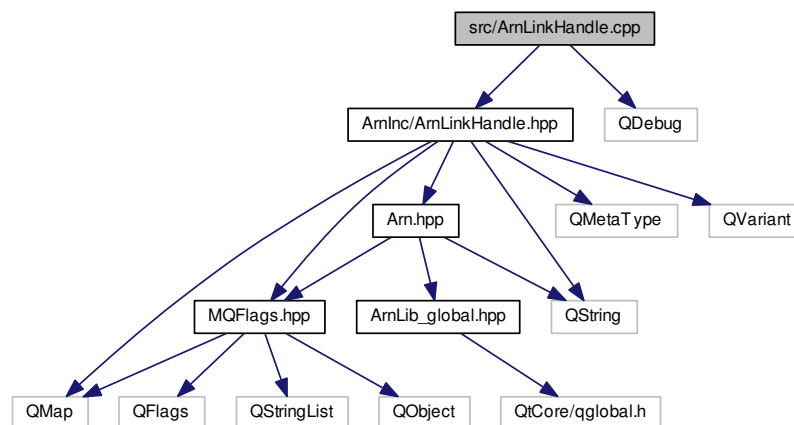 src/ArnLinkHandle.cpp
ArnInc/ArnLinkHandle.hpp
QDebug
Arn.hpp
QMetaType
QVariant
MQFlags.hpp
ArnLib_global.hpp
QString
QMap
QFlags
QStringList
QObject
QtCore/qglobal.h